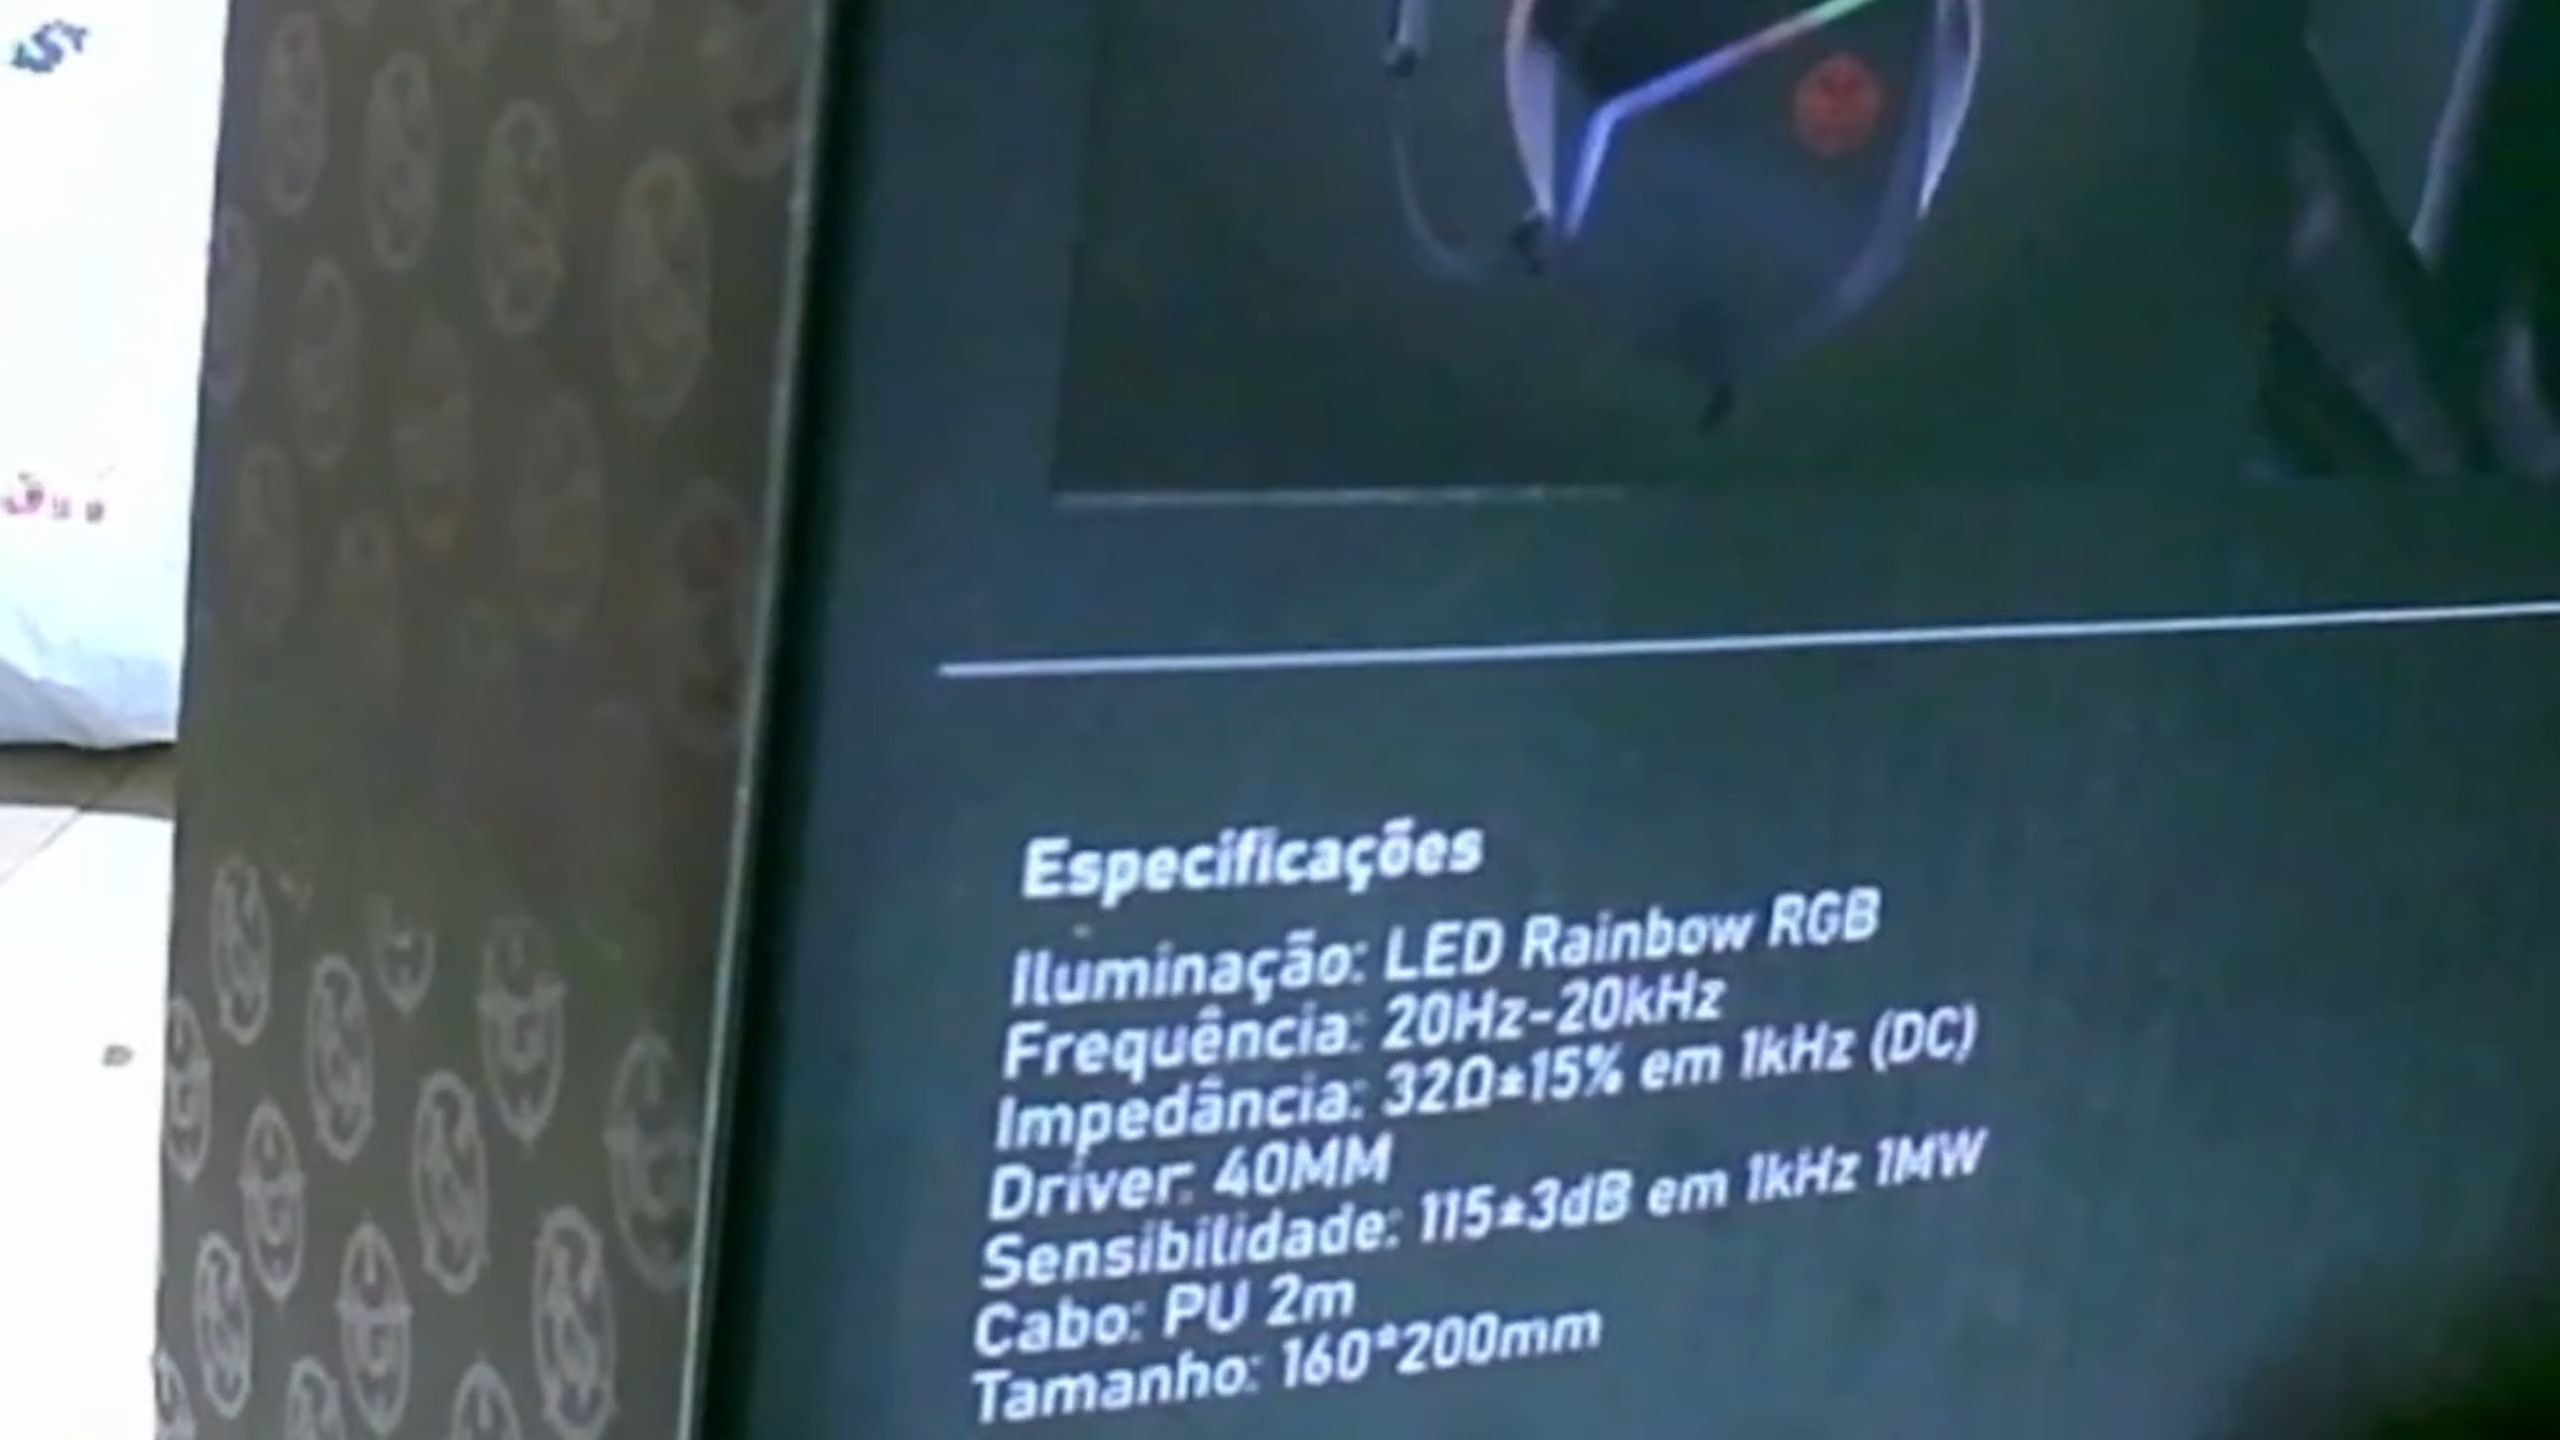 Especificações
Iluminação: LED Rainbow RGB
Frequência: 20Hz-20kHz
Impedância: 32Ω±15% em 1kHz (DC)
Driver: 40MM
Sensibilidade: 115±3dB em 1kHz 1MW
Cabo: PU 2m
Tamanho: 160*200mm